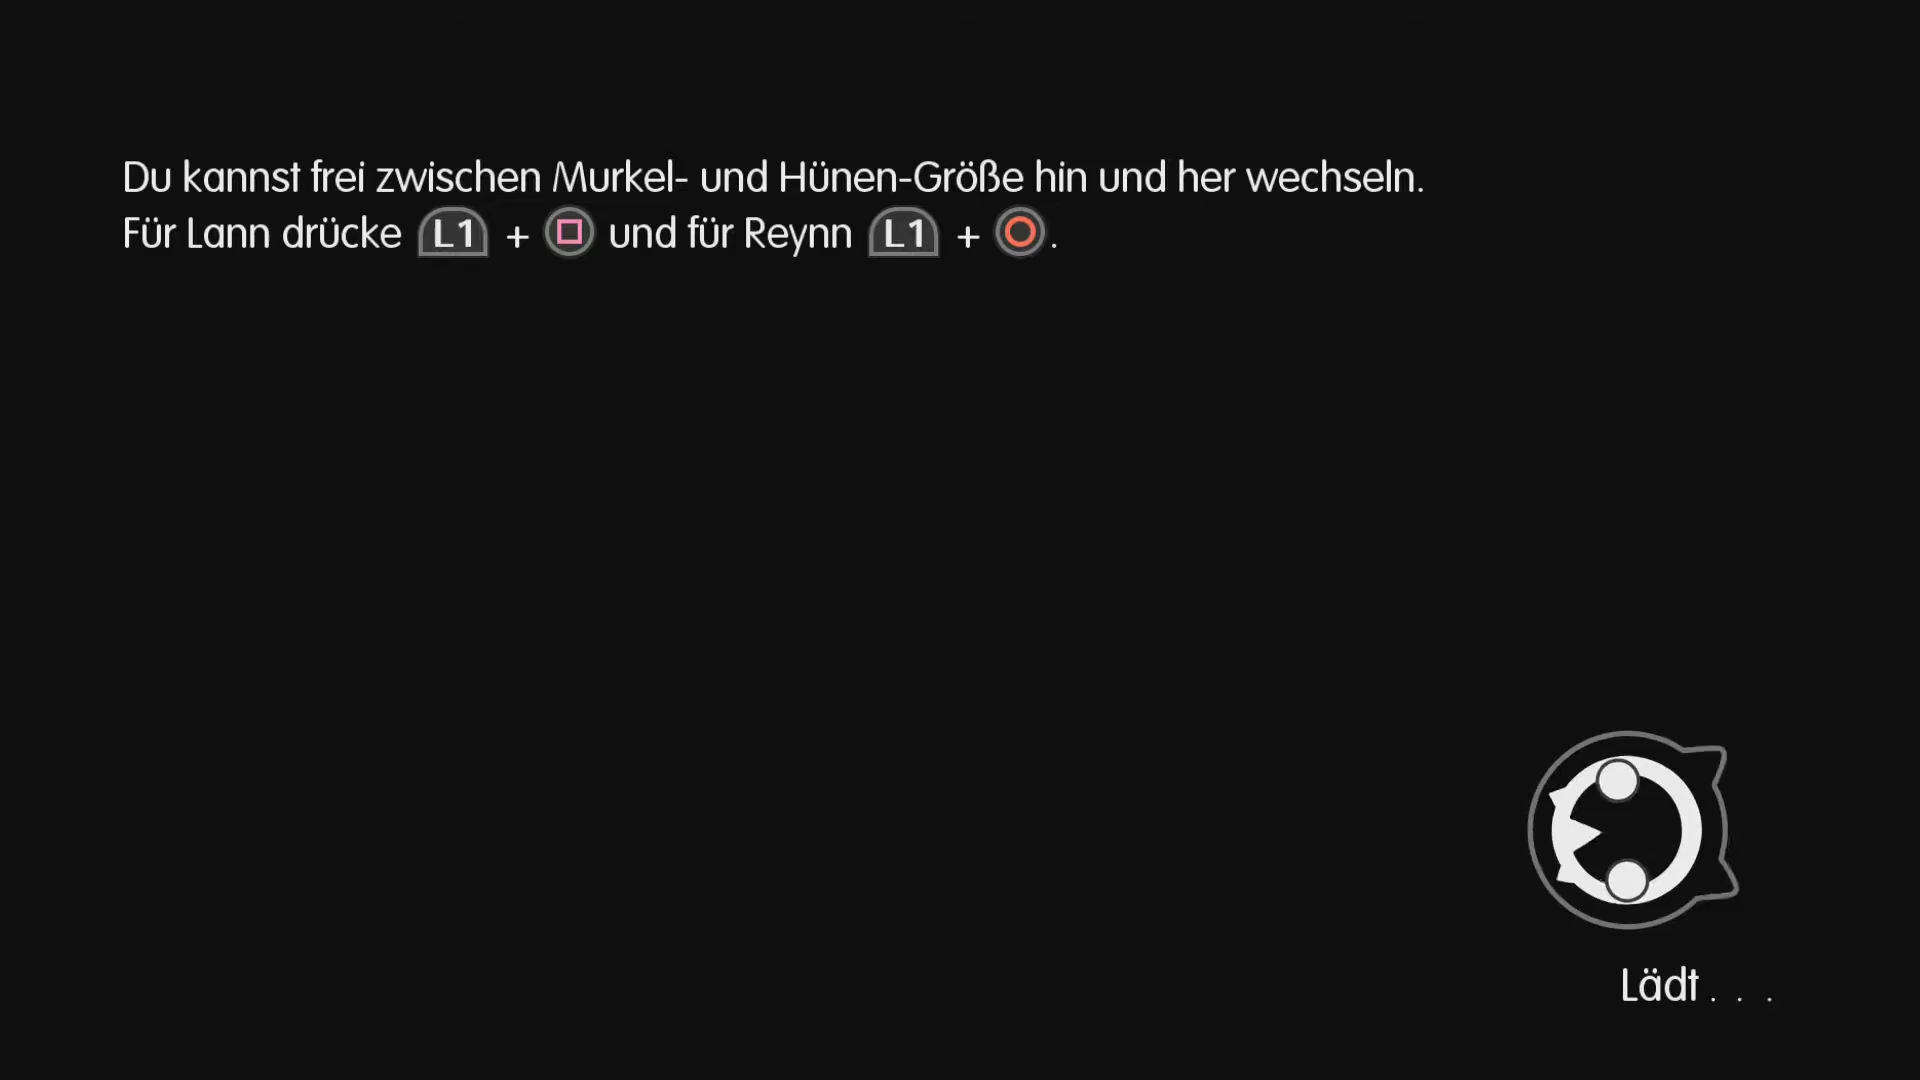 Du kannst frei zwischen Murkel- und Hünen-Größe hin und her wechseln.
Für Lann drücke L1 + □ und für Reynn L1 + ○.
Lädt . . .